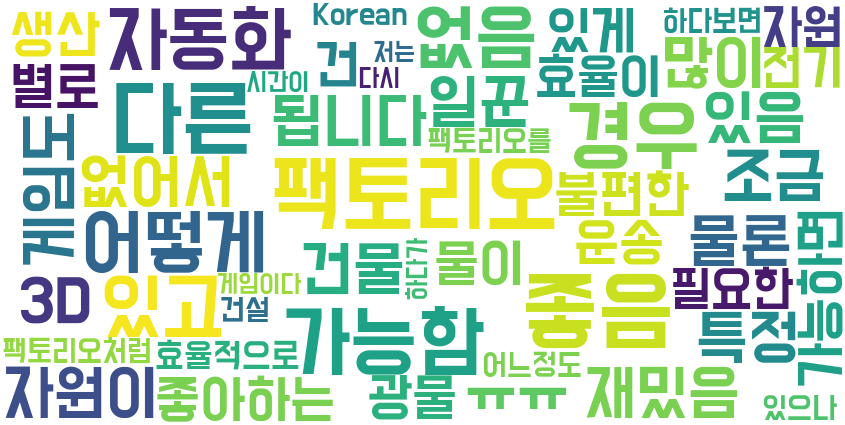 생산 자동화 Korean 건 저는 없음 있게 하다보면 자원
별로 시간이 다시 일꾼 효율이 많이 전기
게임도 다른 됩니다 팩토리오를 경우 있음
없어서 팩토리오 불편한 조금
어떻게 건물 하다가 물이 운송 물론 가능하면
3D 있고 게임이다 건설 좋음 필요한
팩토리오처럼 효율적으로 가능함 어느정도 특정
자원이 좋아하는 광물 ㅠㅠ 재밌음 있으나